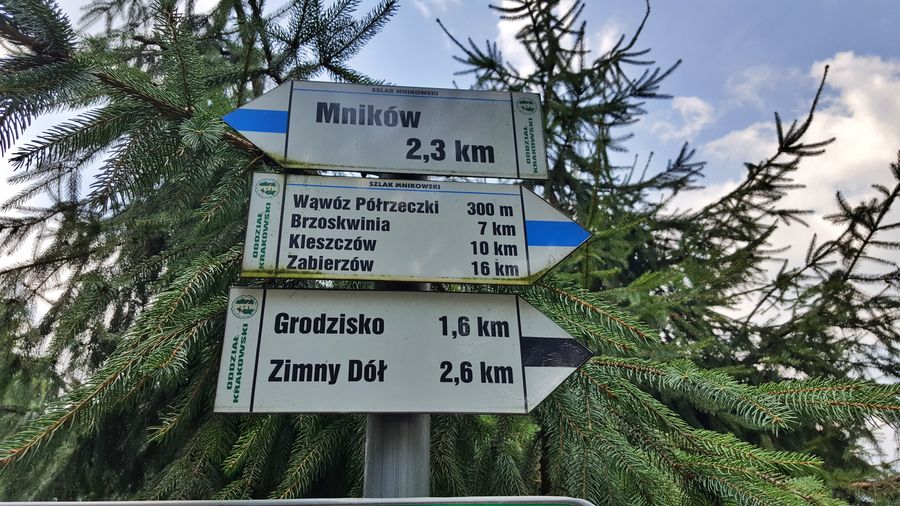 SZLAK MNIKOWSKI
Mników
2,3 km
ODDZIAŁ
KRAKOWSKI
SZLAK MNIKOWSKI
ODDZIAŁ
KRAKOWSKI
Wąwóz Półrzeczki 300 m
Brzoskwinia 7 km
Kleszczów 10 km
Zabierzów 16 km
ODDZIAŁ
KRAKOWSKI
Grodzisko 1,6 km
Zimny Dół 2,6 km